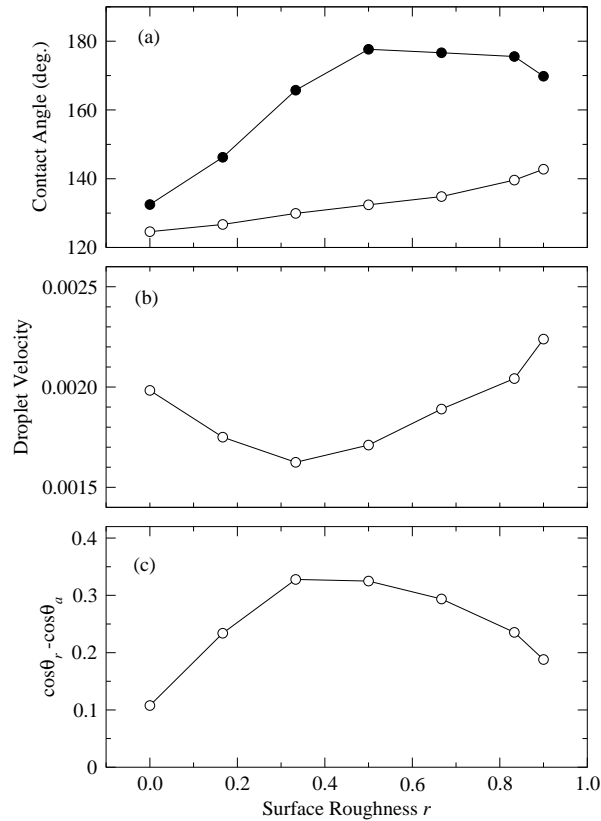 180
160
140
120
Contact Angle (deg.)
(a)
0.0025
0.0020
0.0015
Droplet Velocity
(b)
0.4
0.3
0.2
0.1
0
cosθr-cosθa
(c)
0.0 0.2 0.4 0.6 0.8 1.0
Surface Roughness r